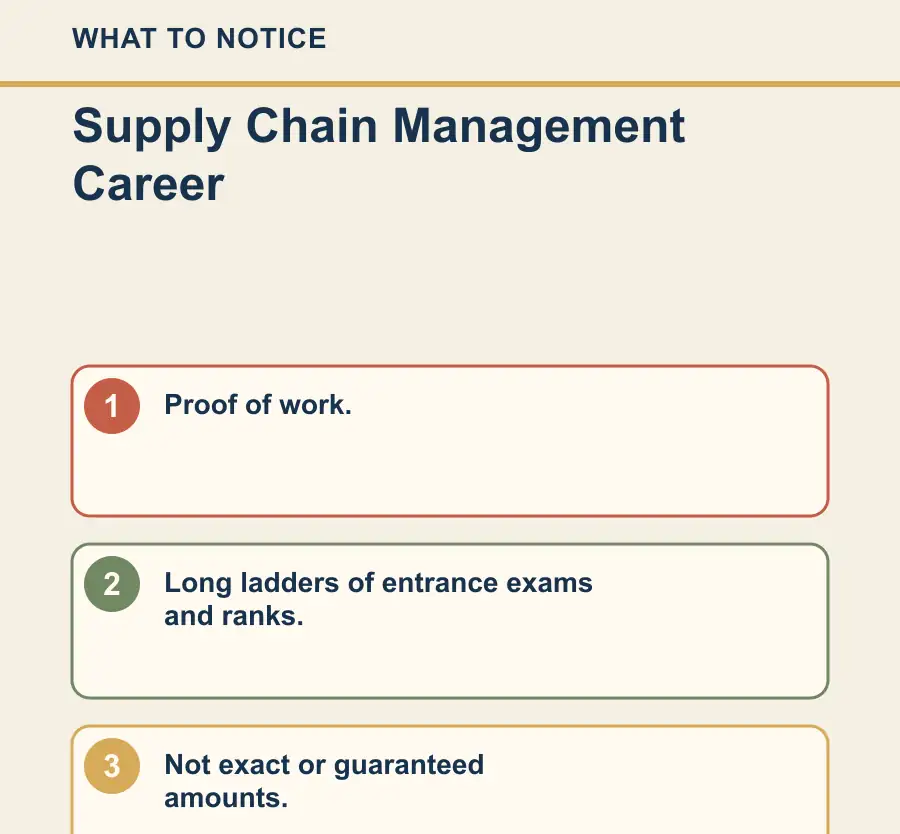 WHAT TO NOTICE
Supply Chain Management
Career
1
Proof of work.
2
Long ladders of entrance exams
and ranks.
3
Not exact or guaranteed
amounts.